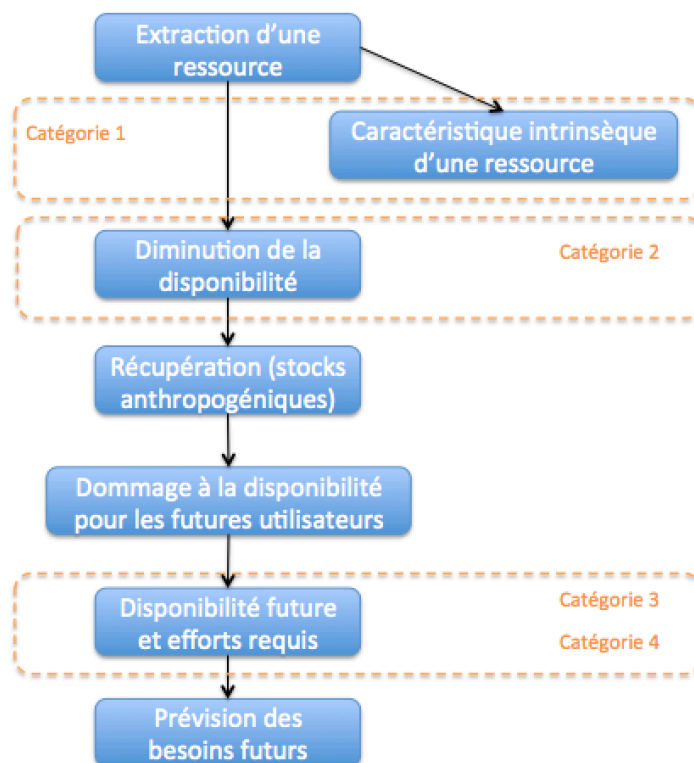 Extraction d'une
ressource
Catégorie 1
Caractéristique intrinsèque
d'une ressource
Diminution de la
disponibilité
Catégorie 2
Récupération (stocks
anthropogéniques)
Dommage à la disponibilité
pour les futures utilisateurs
Disponibilité future
et efforts requis
Catégorie 3
Catégorie 4
Prévision des
besoins futurs